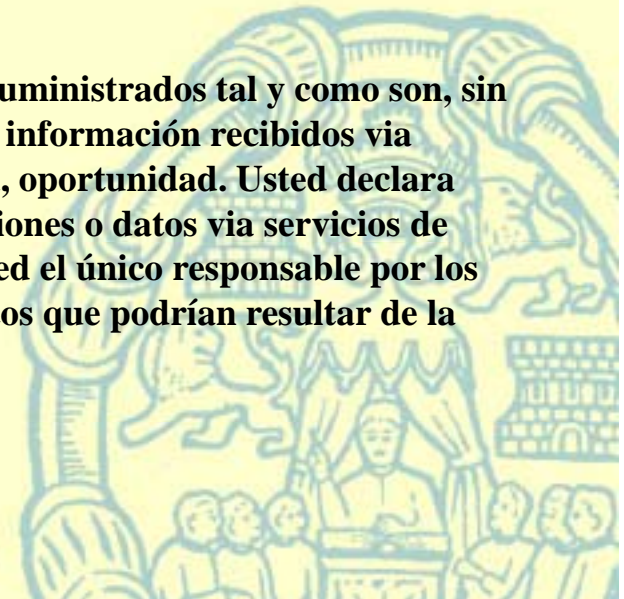 uministrados tal y como son, sin
información recibidos via
, oportunidad. Usted declara
iones o datos via servicios de
ed el único responsable por los
os que podrían resultar de la